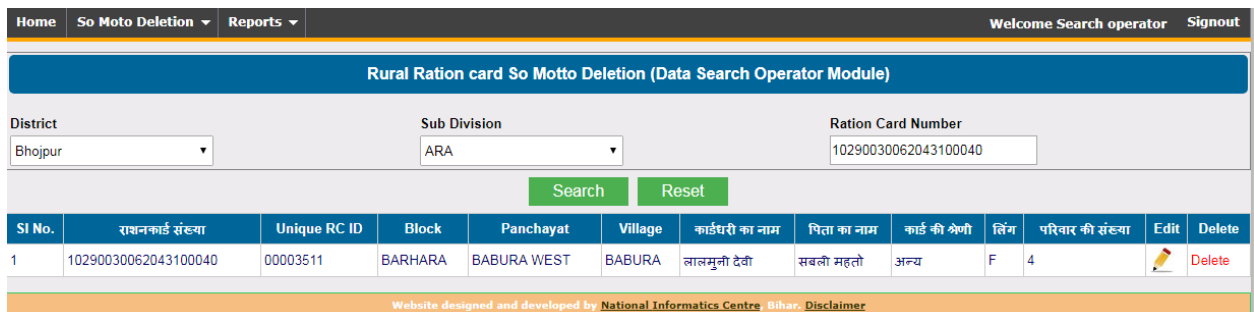 Home So Moto Deletion Reports Welcome Search operator Signout
Rural Ration card So Motto Deletion (Data Search Operator Module)
District Sub Division Ration Card Number
Bhojpur ARA 10290030062043100040
Search Reset
SI No. राशनकार्ड संख्या Unique RC ID Block Panchayat Village कार्डधरी का नाम पिता का नाम कार्ड की श्रेणी लिंग परिवार की संख्या Edit Delete
1 10290030062043100040 00003511 BARHARA BABURA WEST BABURA लालमुनी देवी सबली महतो अन्य F 4 Delete
Website designed and developed by National Informatics Centre, Bihar. Disclaimer